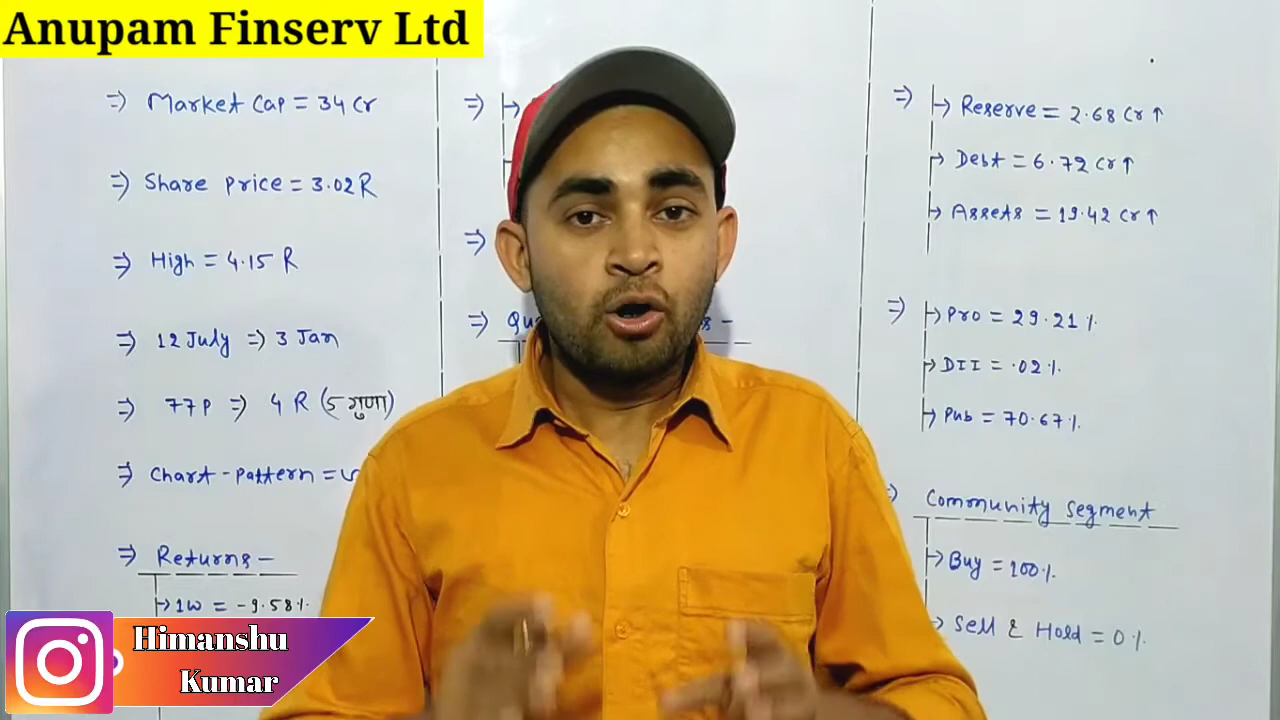 Anupam Finserv Ltd
⇒ Market Cap = 34 Cr
⇒ Share price = 3.02 R
⇒ High = 4.15 R
⇒ 12 July ⇒ 3 Jan
⇒ 77P ⇒ 4 R (5 गुणा)
⇒ Chart-Pattern =
⇒ Returns -
→ 1W = -9.58%
⇒
⇒
⇒
⇒ → Reserve = 2.68 Cr ↑
→ Debt = 6.72 Cr ↑
→ Assets = 19.42 Cr ↑
⇒ → Pro = 29.21 %
→ DII = .02%
→ Pub = 70.67%
Community segment
→ Buy = 100%
→ Sell & Hold = 0%
Himanshu
Kumar